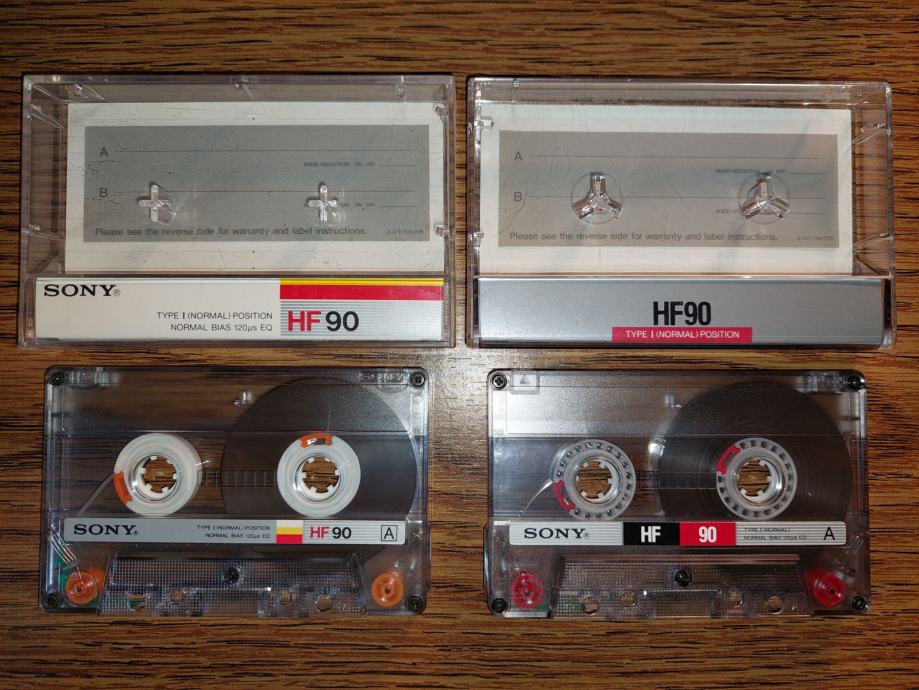 A
NOISE REDUCTION ON OFF
B
ON OFF
Please see the reverse side for warranty and label instructions.
SONY®
TYPE I (NORMAL) POSITION
NORMAL BIAS 120µs EQ
HF 90
A
NOISE REDUCTION ON OFF
B
Please see the reverse side for warranty and label instructions.
HF90
TYPE I (NORMAL) POSITION
SONY®
TYPE I (NORMAL) POSITION
NORMAL BIAS 120µs EQ
HF 90
A
SONY®
HF
90
TYPE I (NORMAL)
NORMAL BIAS 120µs EQ
A